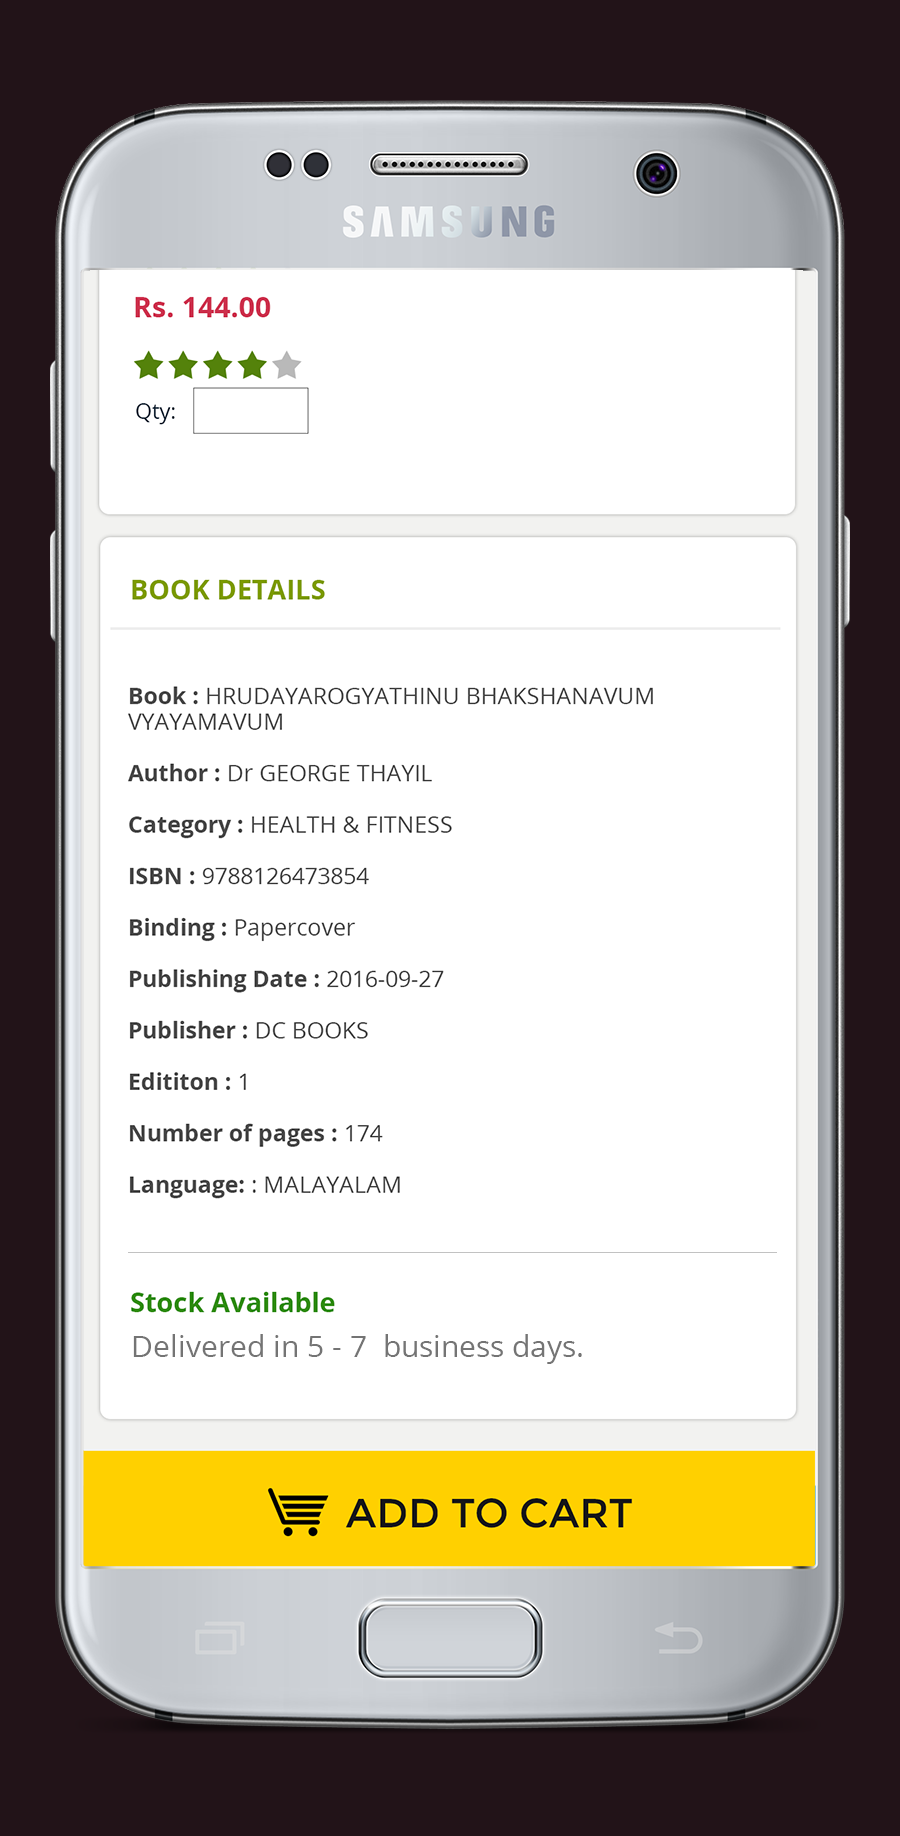 SAMSUNG
Rs. 144.00
Qty:
BOOK DETAILS
Book : HRUDAYAROGYATHINU BHAKSHANAVUM
VYAYAMAVUM
Author : Dr GEORGE THAYIL
Category : HEALTH & FITNESS
ISBN : 9788126473854
Binding : Papercover
Publishing Date : 2016-09-27
Publisher : DC BOOKS
Edititon : 1
Number of pages : 174
Language: : MALAYALAM
Stock Available
Delivered in 5 - 7  business days.
ADD TO CART